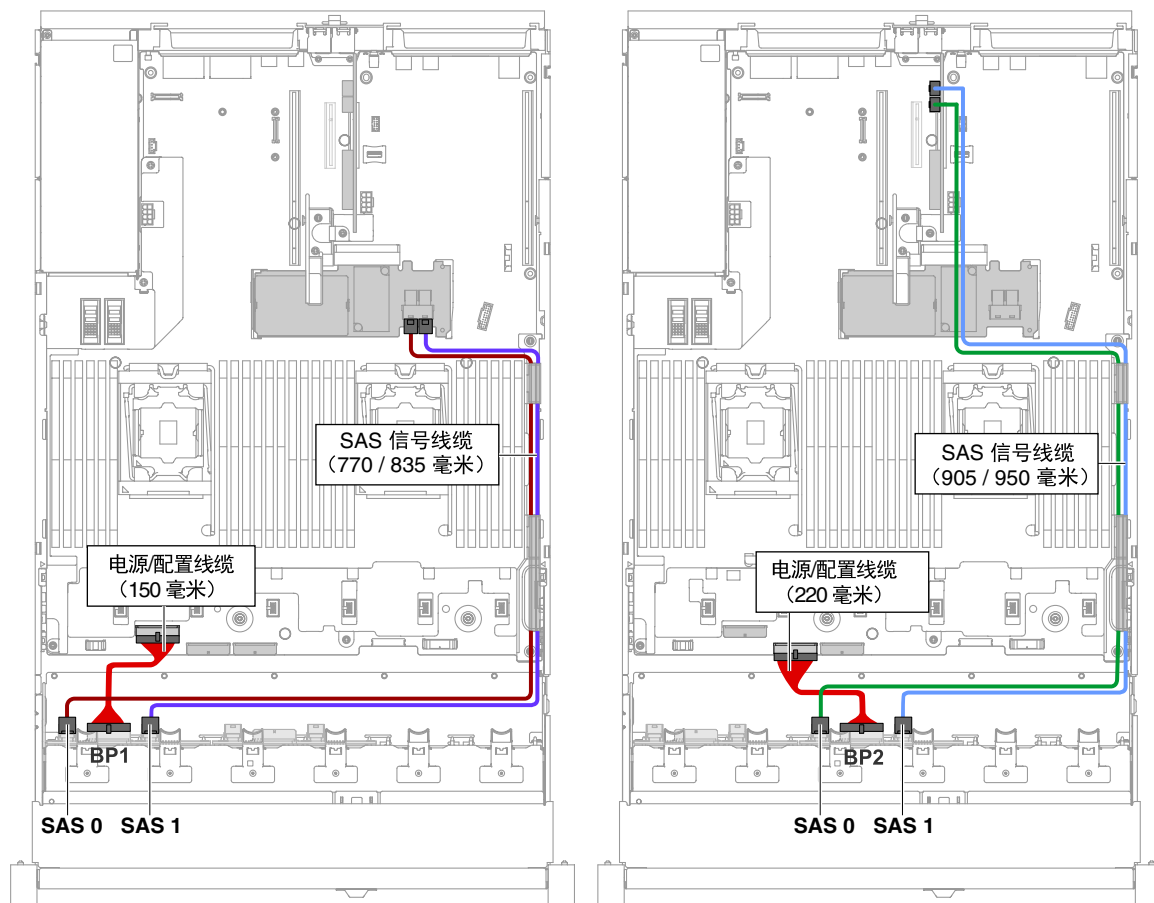 SAS 信号线缆
（770 / 835 毫米）
电源/配置线缆
（150 毫米）
BP1
SAS 0
SAS 1
SAS 信号线缆
（905 / 950 毫米）
电源/配置线缆
（220 毫米）
BP2
SAS 0
SAS 1